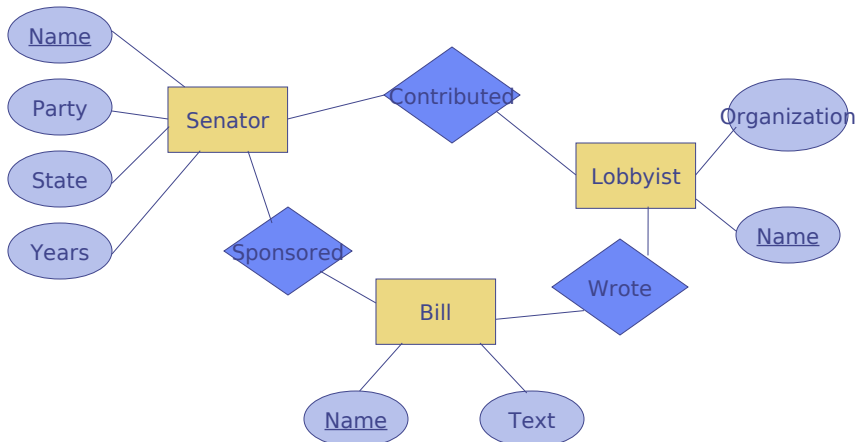 Name
Party
State
Years
Senator
Contributed
Sponsored
Organization
Lobbyist
Name
Wrote
Bill
Name
Text